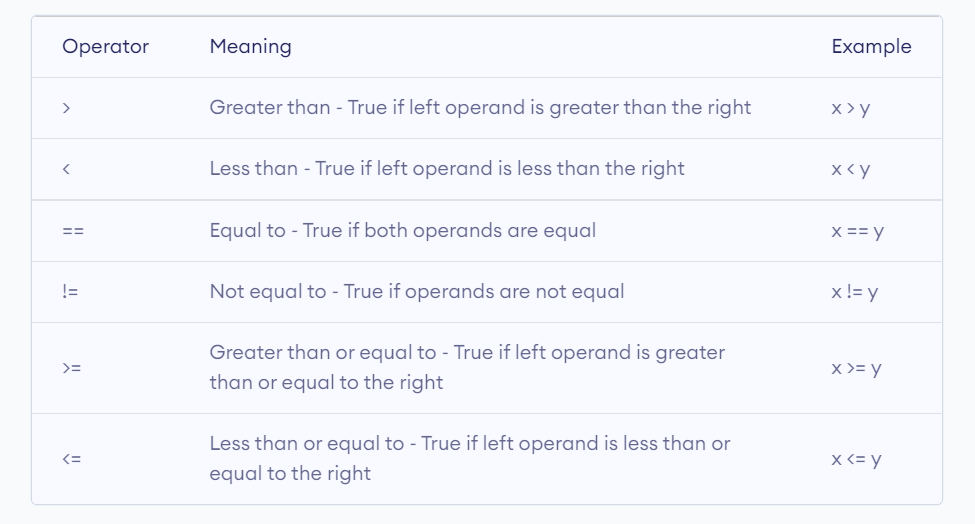 Operator Meaning Example
> Greater than - True if left operand is greater than the right x > y
< Less than - True if left operand is less than the right x < y
== Equal to - True if both operands are equal x == y
!= Not equal to - True if operands are not equal x != y
>= Greater than or equal to - True if left operand is greater x >= y
than or equal to the right
<= Less than or equal to - True if left operand is less than or x <= y
equal to the right